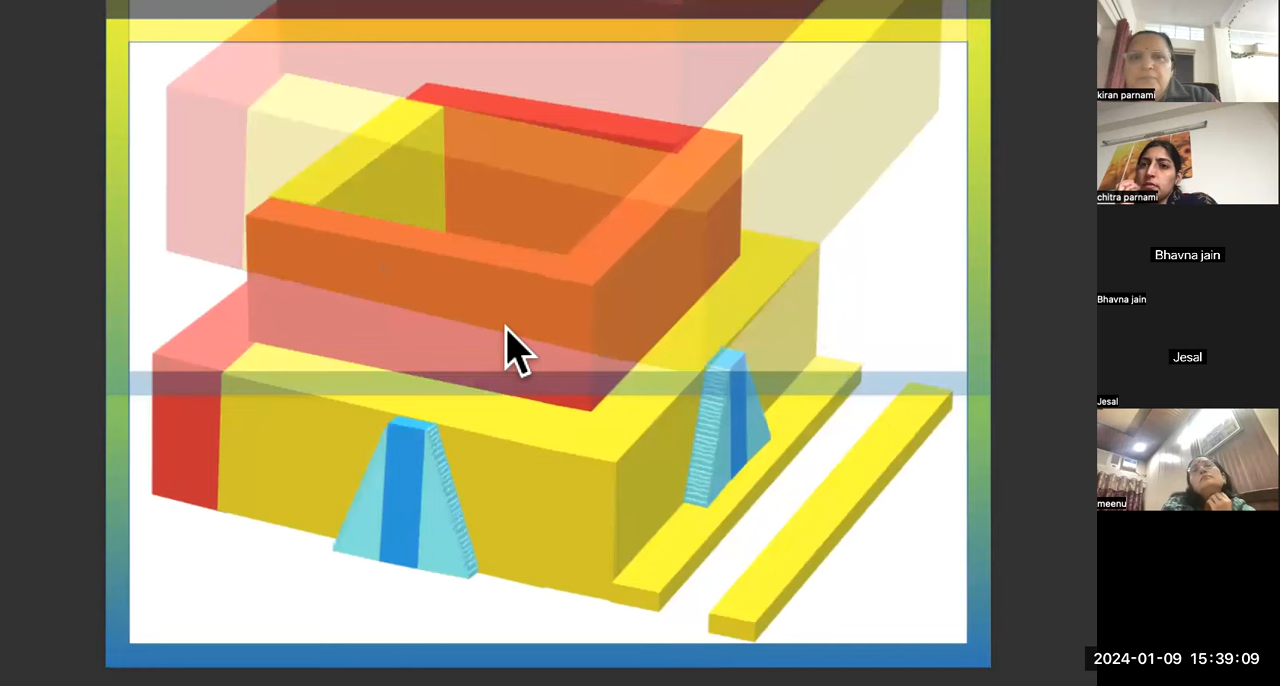 kiran parnami
chitra parnami
Bhavna jain
Bhavna jain
Jesal
Jesal
meenu
2024-01-09 15:39:09